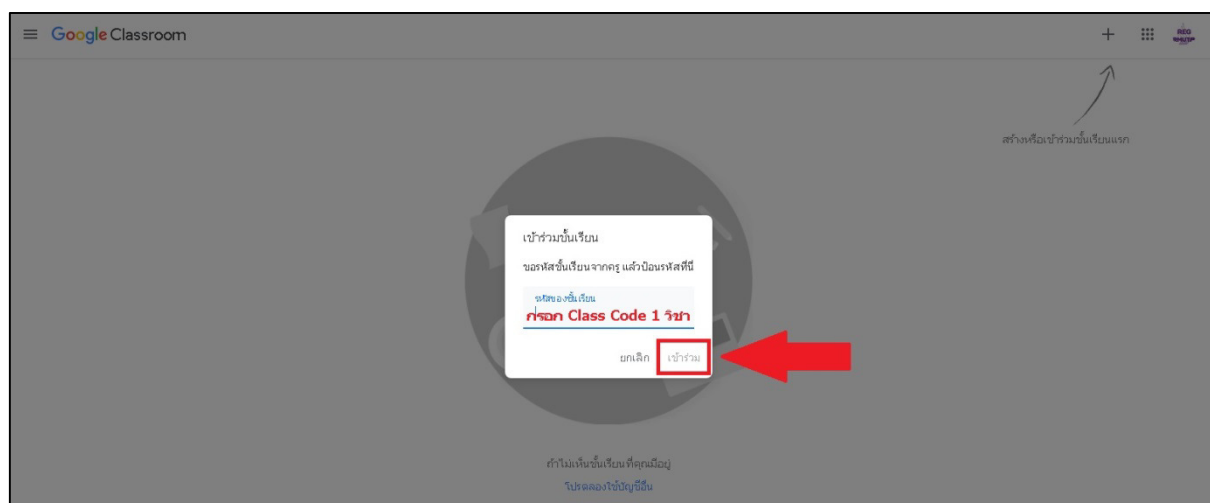 Google Classroom
สร้างหรือเข้าร่วมชั้นเรียนแรก
เข้าร่วมชั้นเรียน
ขอรหัสชั้นเรียนจากครู แล้วป้อนรหัสที่นี่
รหัสของชั้นเรียน
กรอก Class Code 1 วิชา
ยกเลิก เข้าร่วม
ถ้าไม่เห็นชั้นเรียนที่คุณมีอยู่
โปรดลองใช้บัญชีอื่น